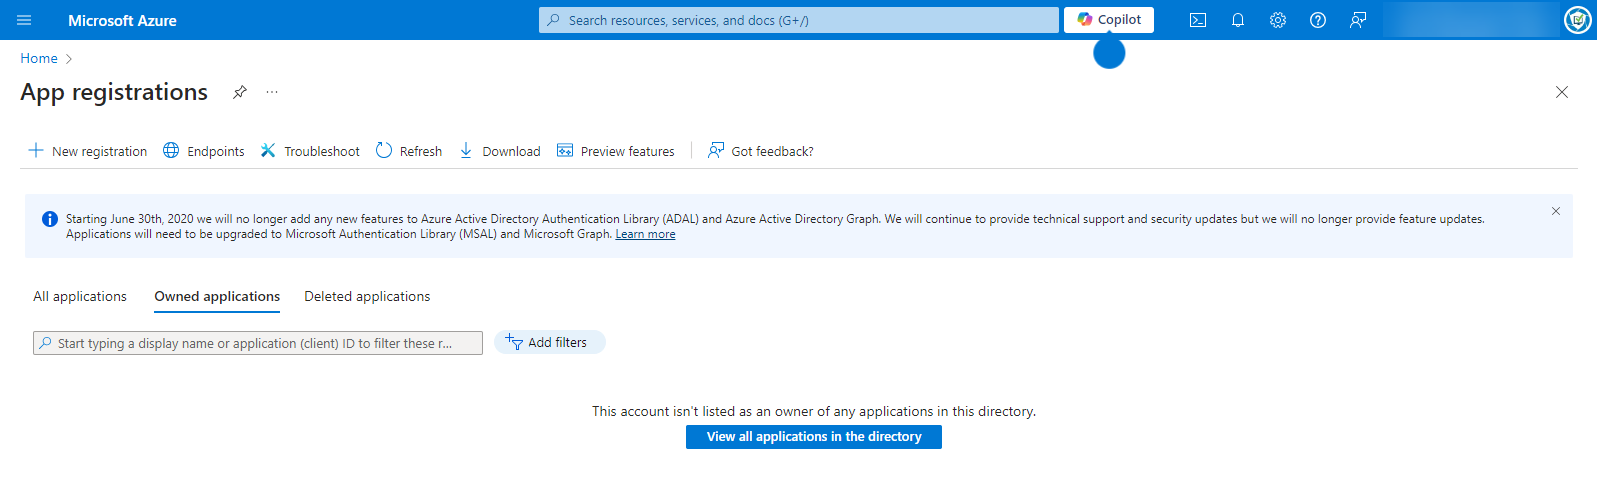 Microsoft Azure
Search resources, services, and docs (G+/)
Copilot
Home
App registrations
New registration
Endpoints
Troubleshoot
Refresh
Download
Preview features
Got feedback?
Starting June 30th, 2020 we will no longer add any new features to Azure Active Directory Authentication Library (ADAL) and Azure Active Directory Graph. We will continue to provide technical support and security updates but we will no longer provide feature updates.
Applications will need to be upgraded to Microsoft Authentication Library (MSAL) and Microsoft Graph. Learn more
All applications
Owned applications
Deleted applications
Start typing a display name or application (client) ID to filter these r...
Add filters
This account isn't listed as an owner of any applications in this directory.
View all applications in the directory